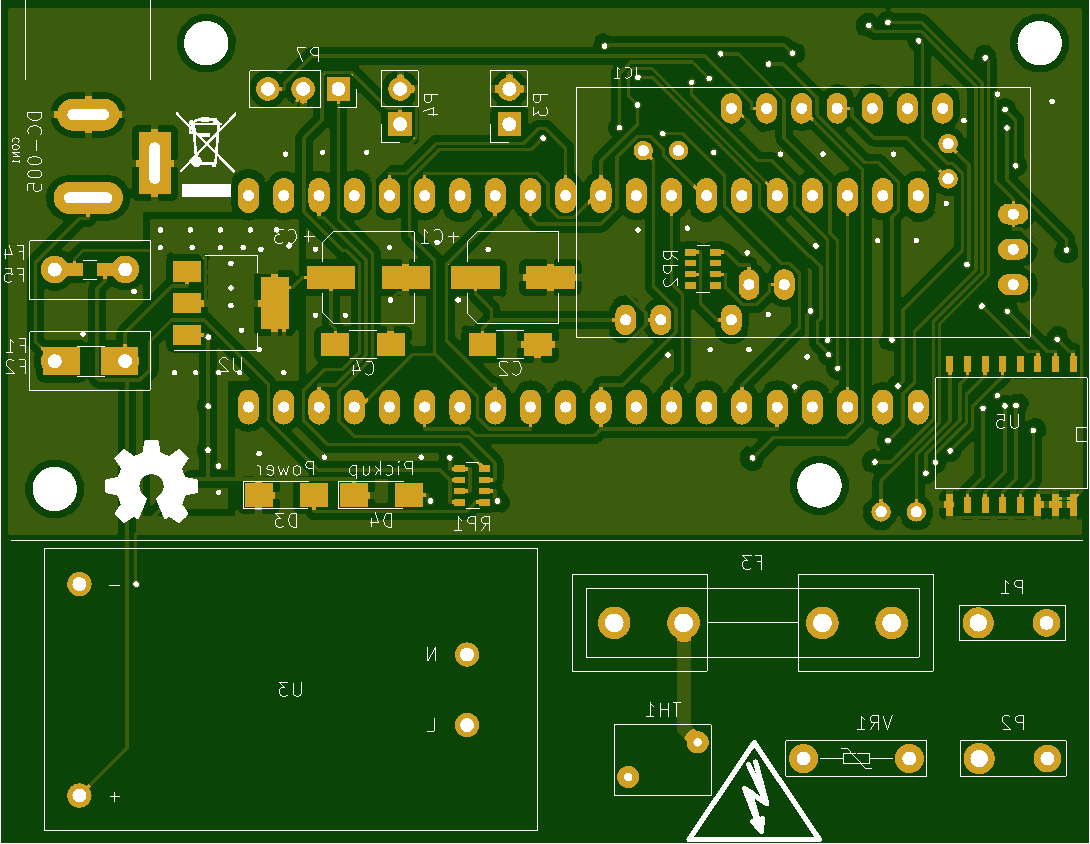 P7
IC1
P4
P3
DC-005
CON1
C3 +
C1 +
F4
F5
RP2
F1
F2
U2
C4
C2
U5
Power
Pickup
D3
D4
RP1
F3
P1
-
N
U3
L
TH1
VR1
P2
+